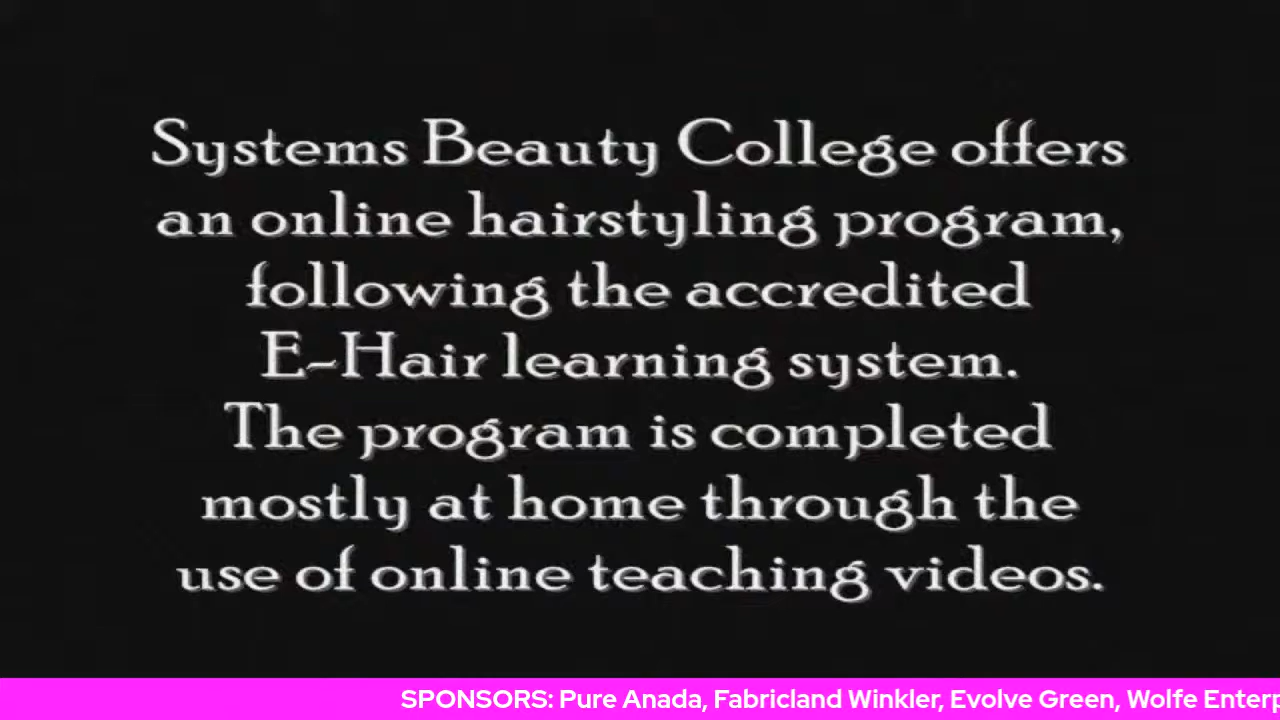 Systems Beauty College offers
an online hairstyling program,
following the accredited
E-Hair learning system.
The program is completed
mostly at home through the
use of online teaching videos.
SPONSORS: Pure Anada, Fabricland Winkler, Evolve Green, Wolfe